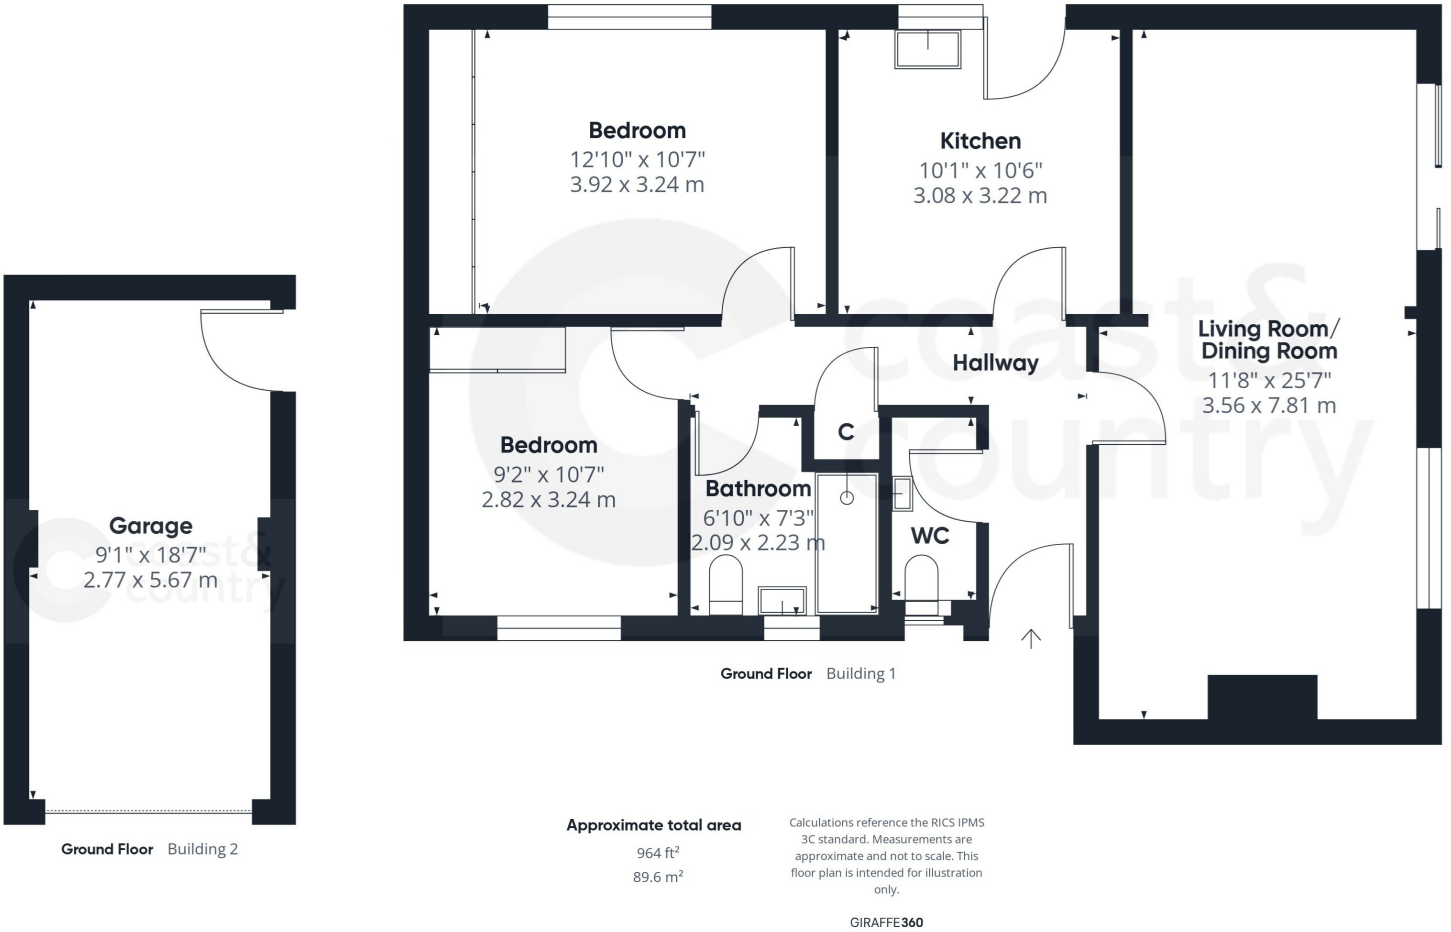 Bedroom
12'10" x 10'7"
3.92 x 3.24 m
Kitchen
10'1" x 10'6"
3.08 x 3.22 m
Living Room/
Dining Room
11'8" x 25'7"
3.56 x 7.81 m
Hallway
C
Bedroom
9'2" x 10'7"
2.82 x 3.24 m
Bathroom
6'10" x 7'3"
2.09 x 2.23 m
WC
coast &
country
Ground Floor Building 1
Garage
9'1" x 18'7"
2.77 x 5.67 m
coast &
country
Ground Floor Building 2
Approximate total area
964 ft²
89.6 m²
Calculations reference the RICS IPMS
3C standard. Measurements are
approximate and not to scale. This
floor plan is intended for illustration
only.
GIRAFFE360